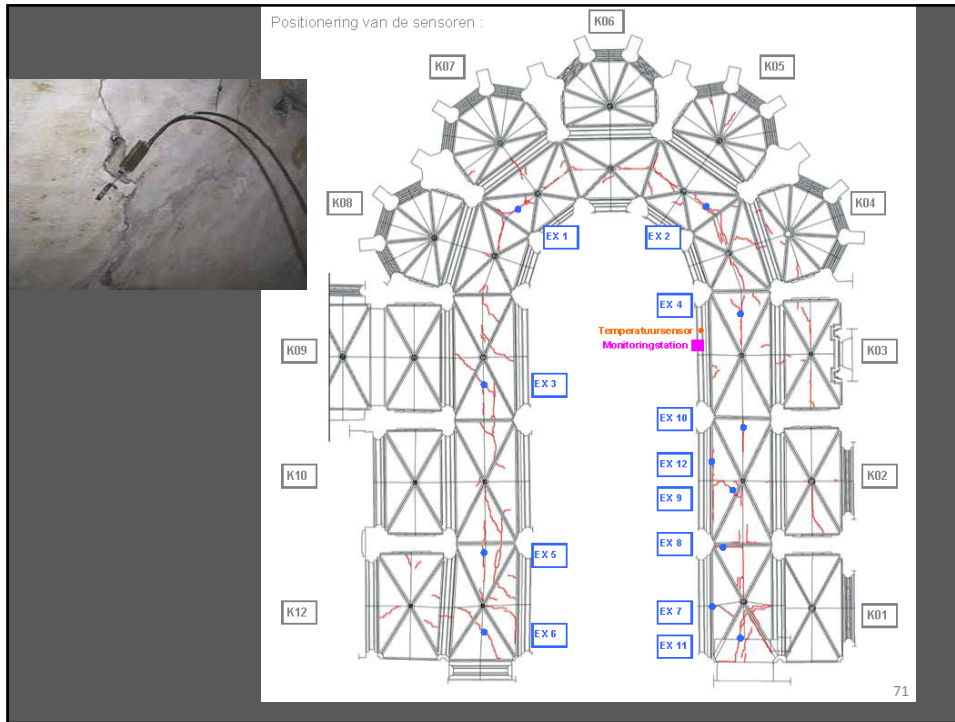 Positionering van de sensoren :
K06
K07
K05
K08
K04
EX 1
EX 2
EX 4
Temperatuursensor
Monitoringstation
K09
K03
EX 3
EX 10
EX 12
K10
K02
EX 9
EX 8
EX 5
K12
EX 7
K01
EX 6
EX 11
71